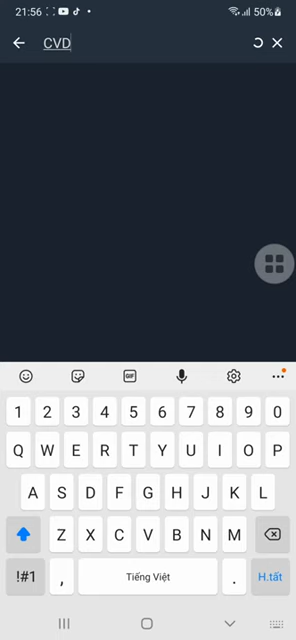 21:56 50%
CVD
GIF
1 2 3 4 5 6 7 8 9 0
Q W E R T Y U I O P
A S D F G H J K L
Z X C V B N M
!#1 , Tiếng Việt . H.tất